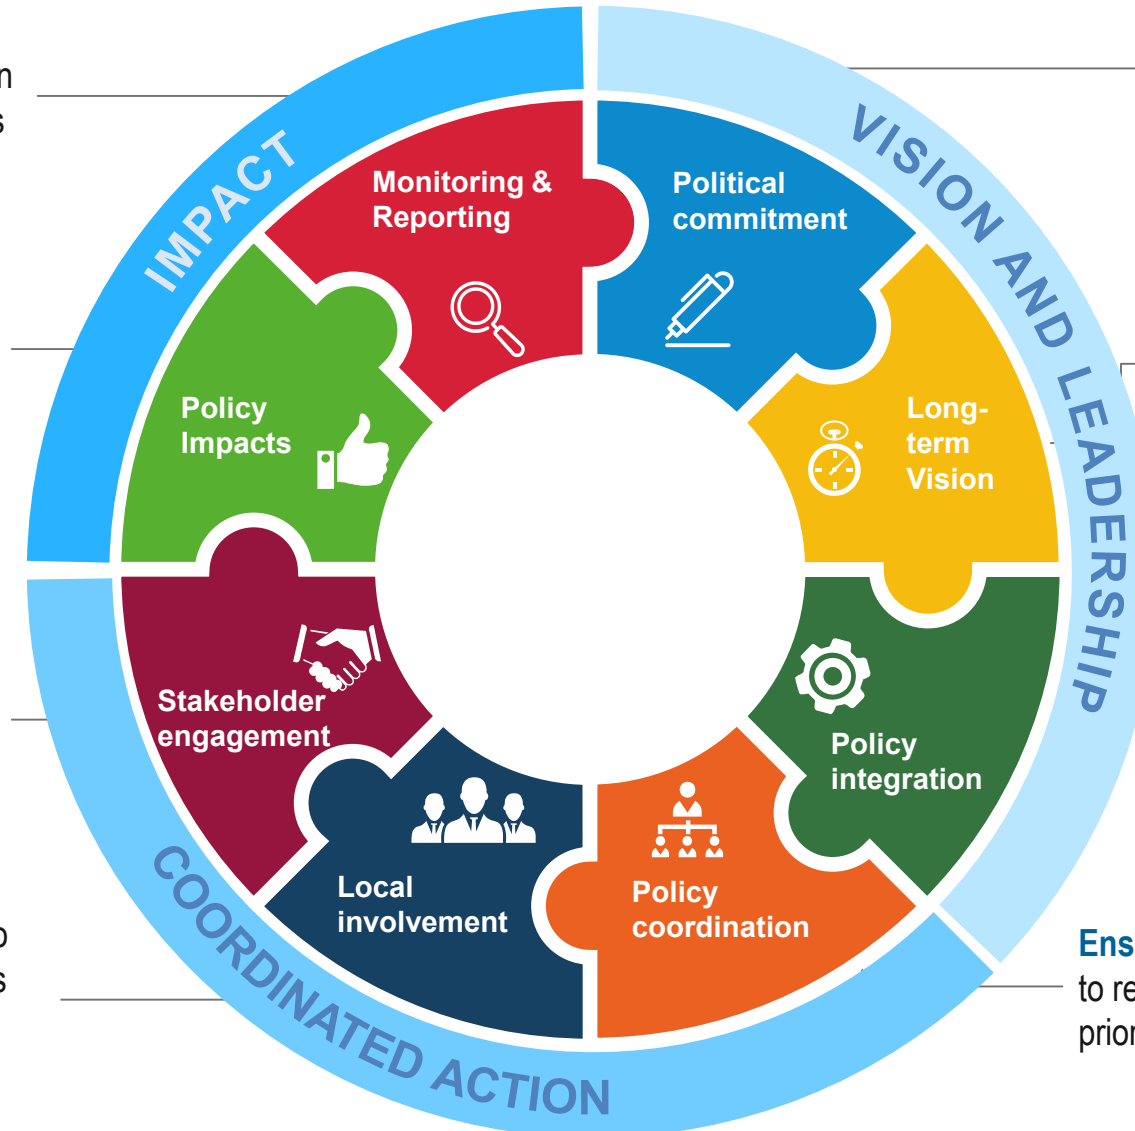 IMPACT
VISION AND LEADERSHIP
COORDINATED ACTION
Monitoring &
Reporting
Political
commitment
Long-
term
Vision
Policy
integration
Policy
coordination
Local
involvement
Stakeholder
engagement
Policy
Impacts